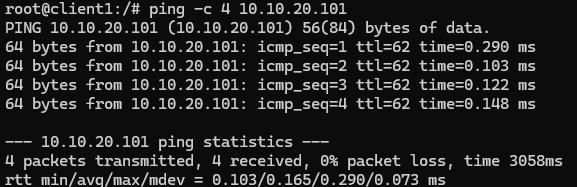 root@client1:/# ping -c 4 10.10.20.101
PING 10.10.20.101 (10.10.20.101) 56(84) bytes of data.
64 bytes from 10.10.20.101: icmp_seq=1 ttl=62 time=0.290 ms
64 bytes from 10.10.20.101: icmp_seq=2 ttl=62 time=0.103 ms
64 bytes from 10.10.20.101: icmp_seq=3 ttl=62 time=0.122 ms
64 bytes from 10.10.20.101: icmp_seq=4 ttl=62 time=0.148 ms

--- 10.10.20.101 ping statistics ---
4 packets transmitted, 4 received, 0% packet loss, time 3058ms
rtt min/avg/max/mdev = 0.103/0.165/0.290/0.073 ms